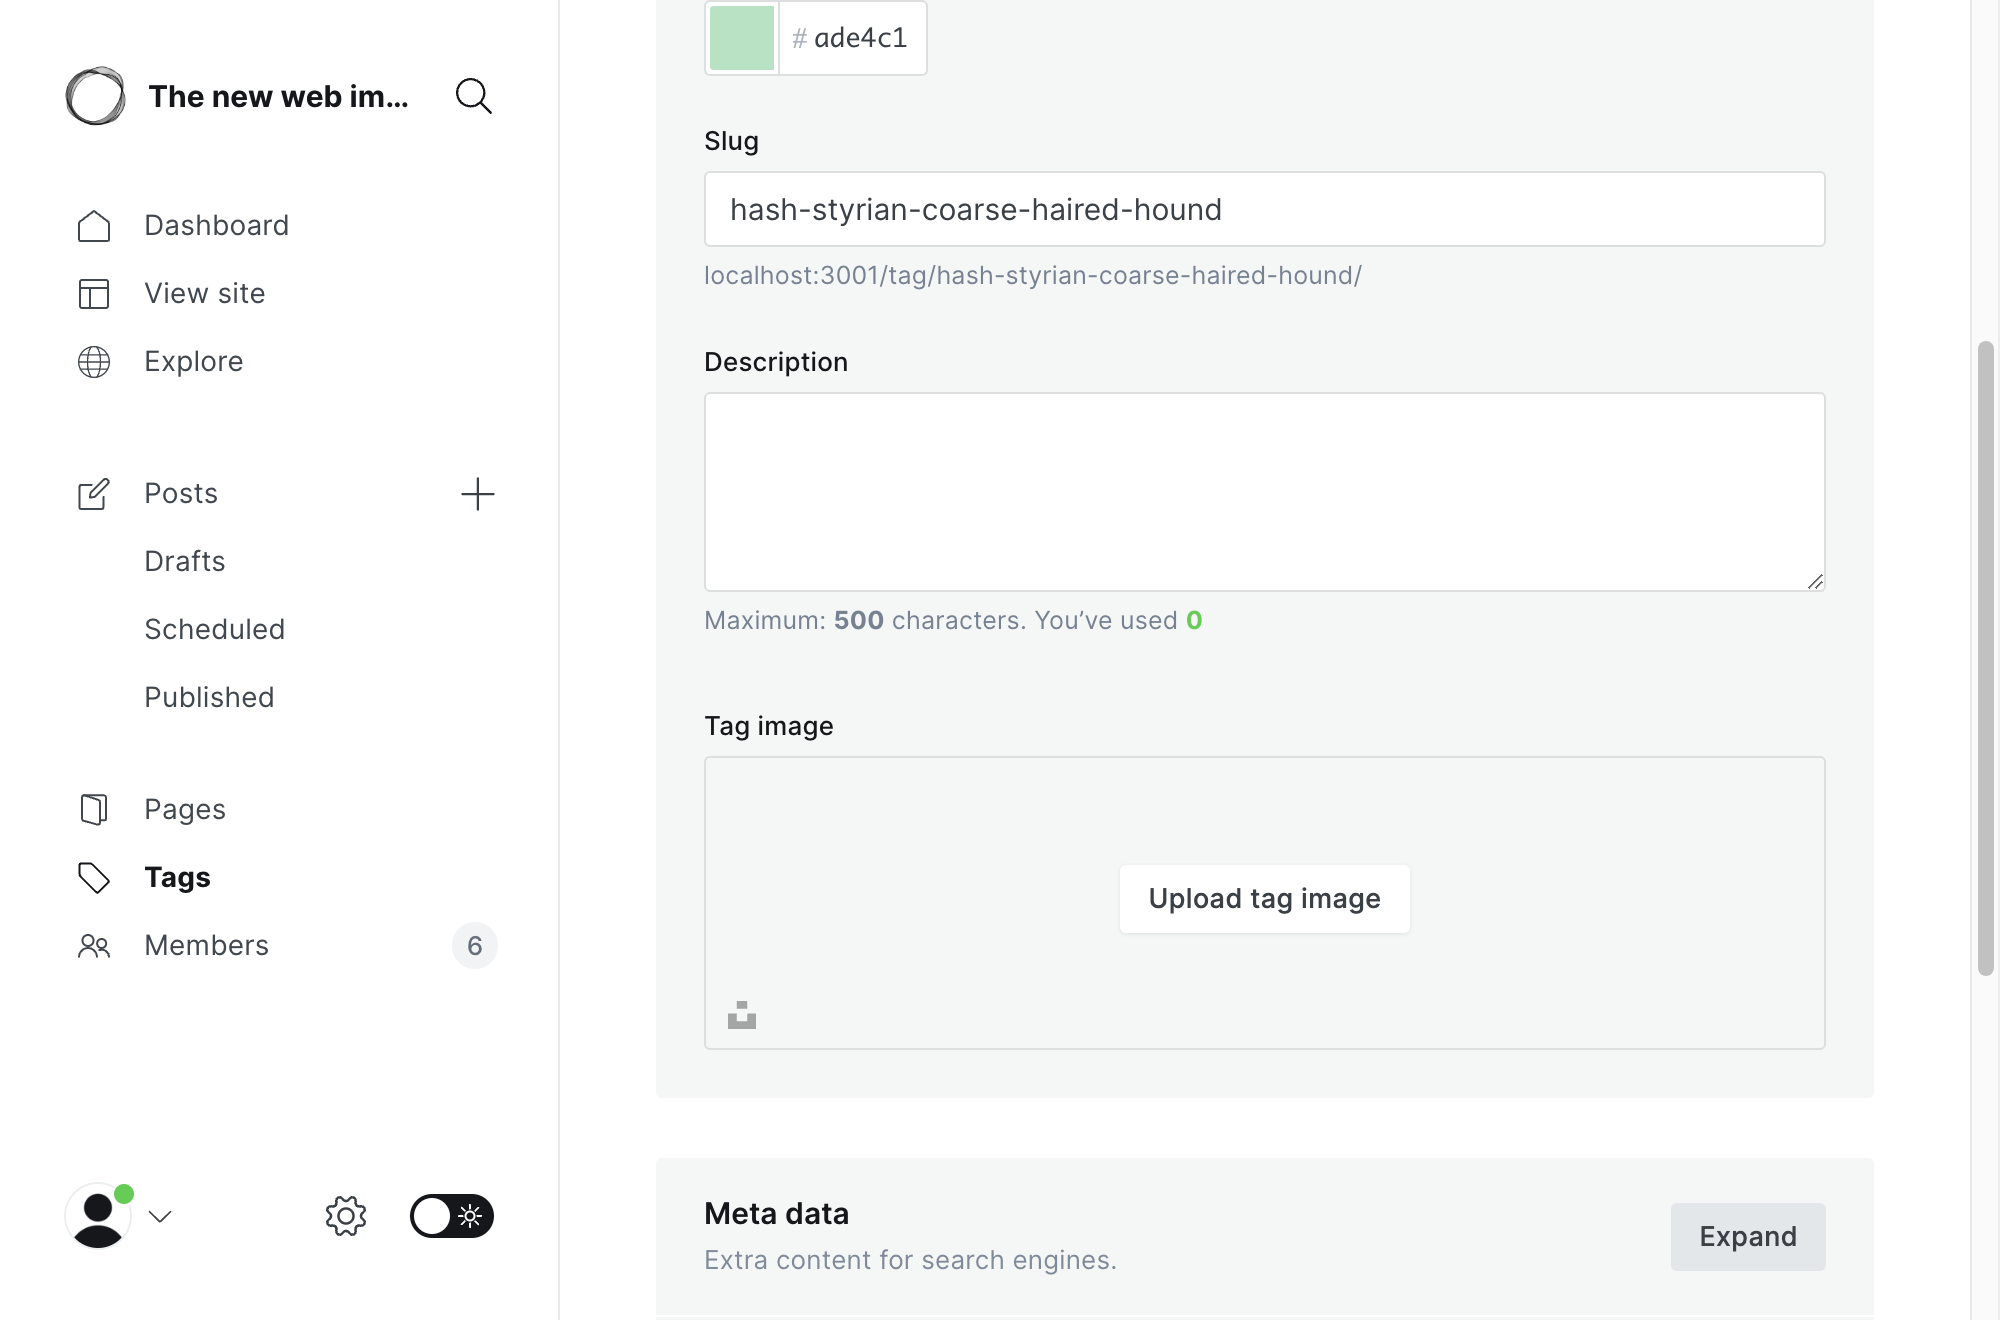 The new web im...
Dashboard
View site
Explore
Posts
Drafts
Scheduled
Published
Pages
Tags
Members
6
# ade4c1
Slug
hash-styrian-coarse-haired-hound
localhost:3001/tag/hash-styrian-coarse-haired-hound/
Description
Maximum: 500 characters. You’ve used 0
Tag image
Upload tag image
Meta data
Extra content for search engines.
Expand